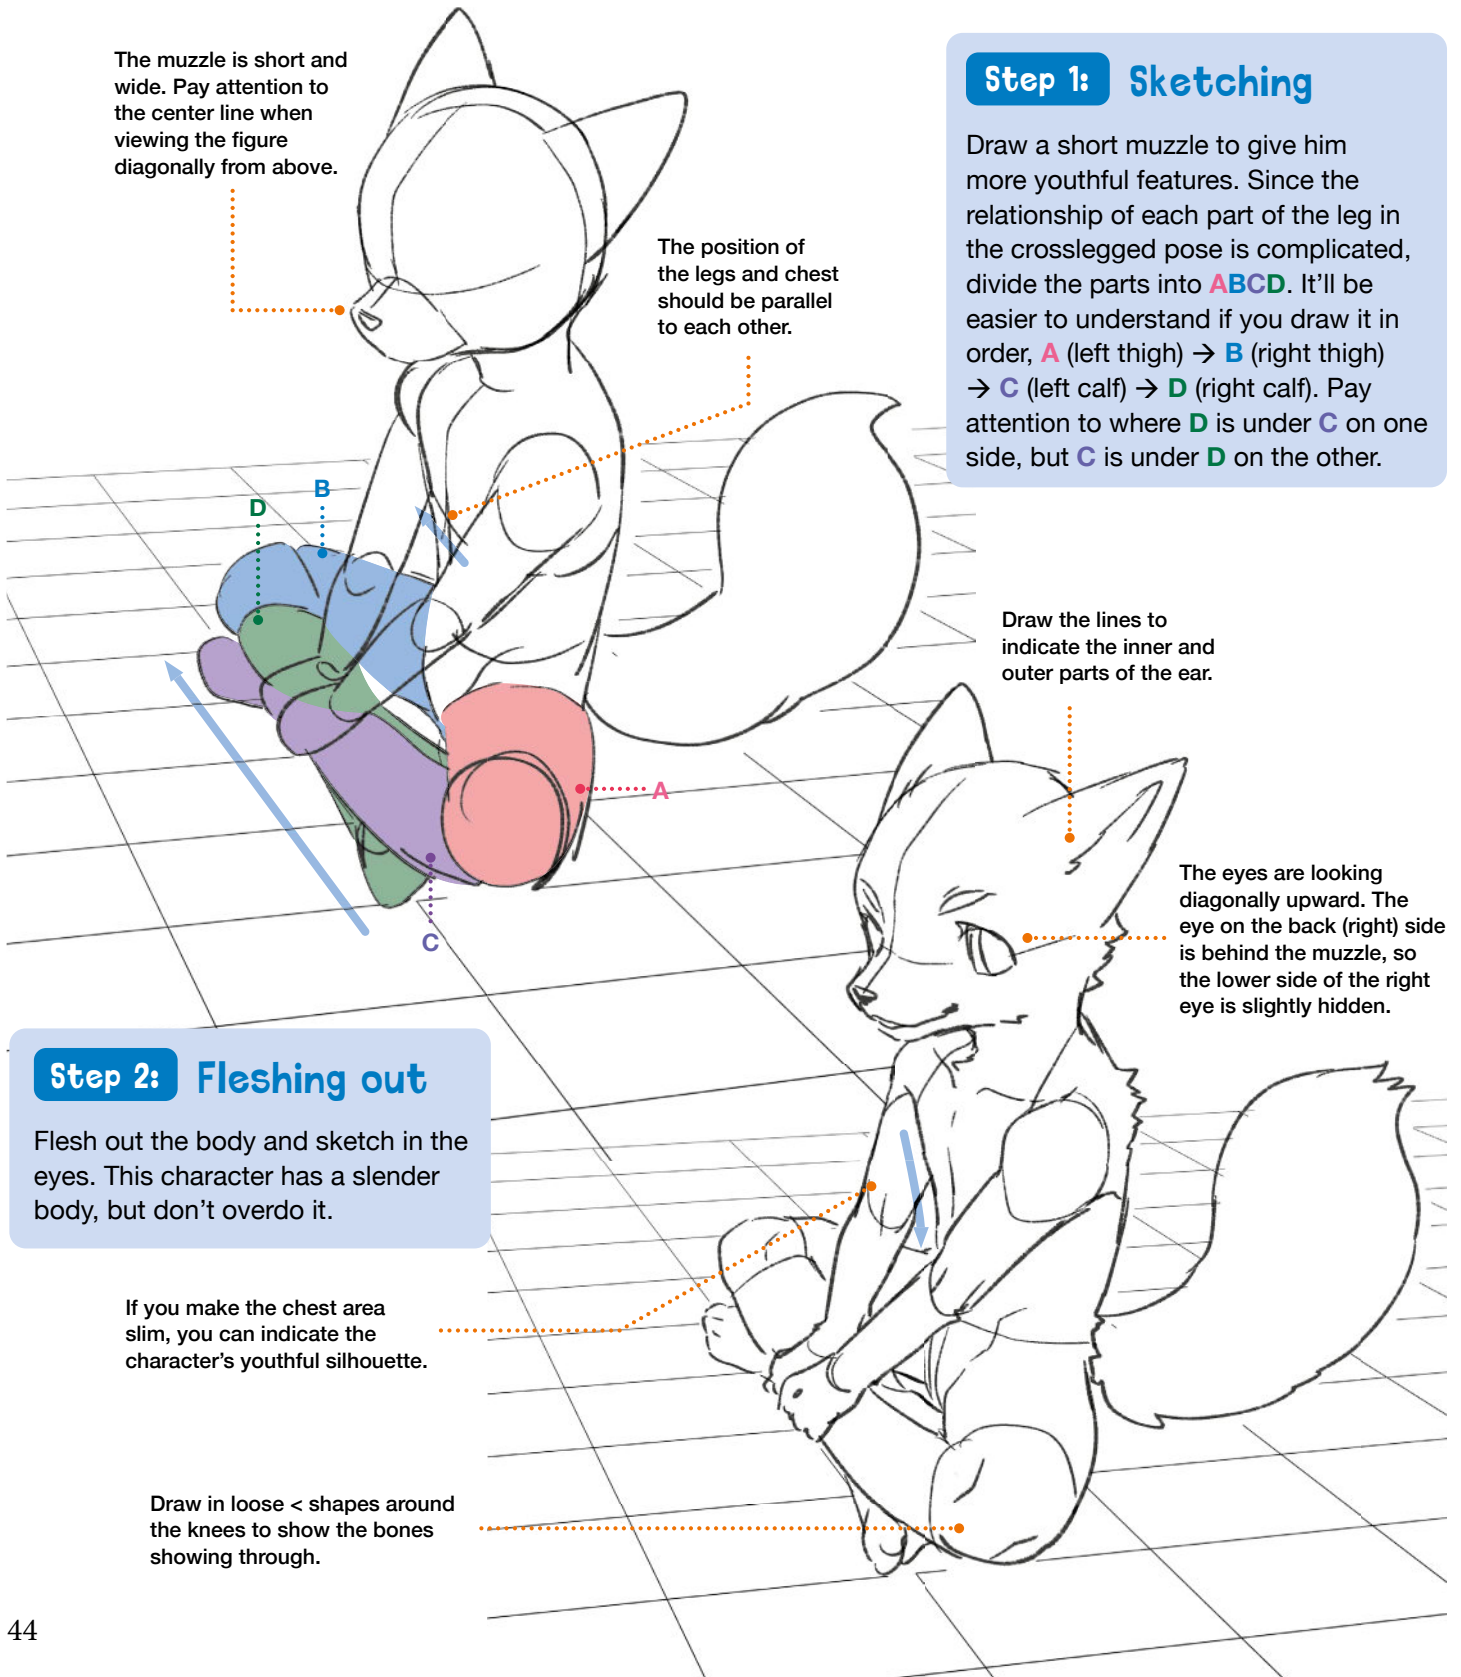 The muzzle is short and
wide. Pay attention to
the center line when
viewing the figure
diagonally from above.
Step 1: Sketching
Draw a short muzzle to give him
more youthful features. Since the
relationship of each part of the leg in
the crosslegged pose is complicated,
divide the parts into ABCD. It’ll be
easier to understand if you draw it in
order, A (left thigh) → B (right thigh)
→ C (left calf) → D (right calf). Pay
attention to where D is under C on one
side, but C is under D on the other.
The position of
the legs and chest
should be parallel
to each other.
B
D
A
C
Draw the lines to
indicate the inner and
outer parts of the ear.
The eyes are looking
diagonally upward. The
eye on the back (right) side
is behind the muzzle, so
the lower side of the right
eye is slightly hidden.
Step 2: Fleshing out
Flesh out the body and sketch in the
eyes. This character has a slender
body, but don’t overdo it.
If you make the chest area
slim, you can indicate the
character’s youthful silhouette.
Draw in loose < shapes around
the knees to show the bones
showing through.
44